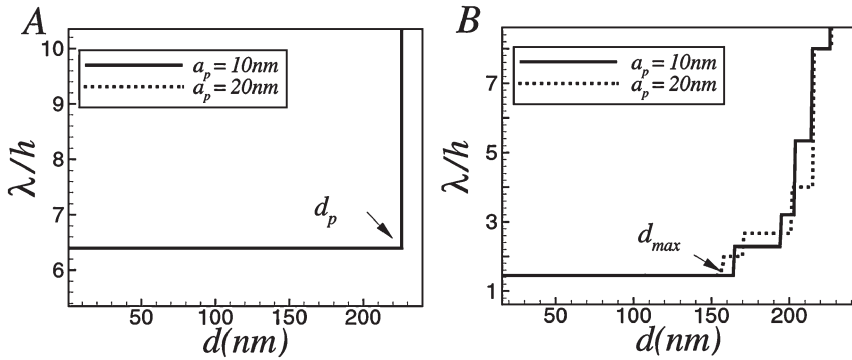 A
B
a_p = 10nm
a_p = 20nm
a_p = 10nm
a_p = 20nm
λ/h
10
9
8
7
6
d_p
50
100
150
200
d(nm)
λ/h
7
5
3
1
d_max
50
100
150
200
d(nm)